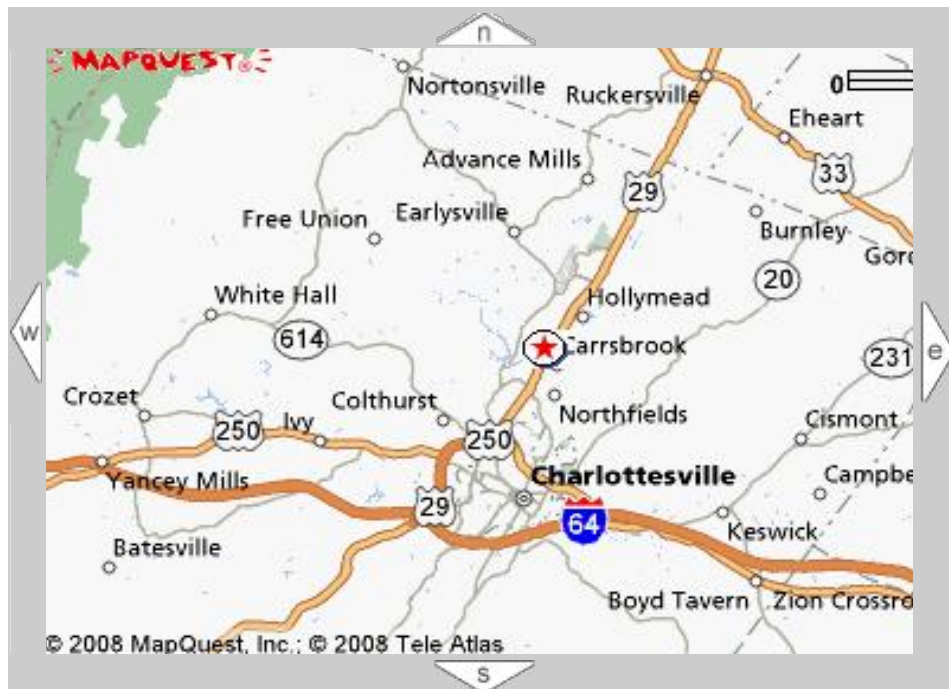 n
MAPQUEST
Nortonsville
Ruckersville
0
Eheart
Advance Mills
33
29
Free Union
Earlysville
Burnley
Gord
20
White Hall
Hollymead
w
614
Carrsbrook
e
231
Crozet
Colthurst
Northfields
250
Ivy
250
Cismont
Charlottesville
Yancey Mills
Campbe
29
64
Keswick
Batesville
Boyd Tavern
Zion Crossro
© 2008 MapQuest, Inc.; © 2008 Tele Atlas
s